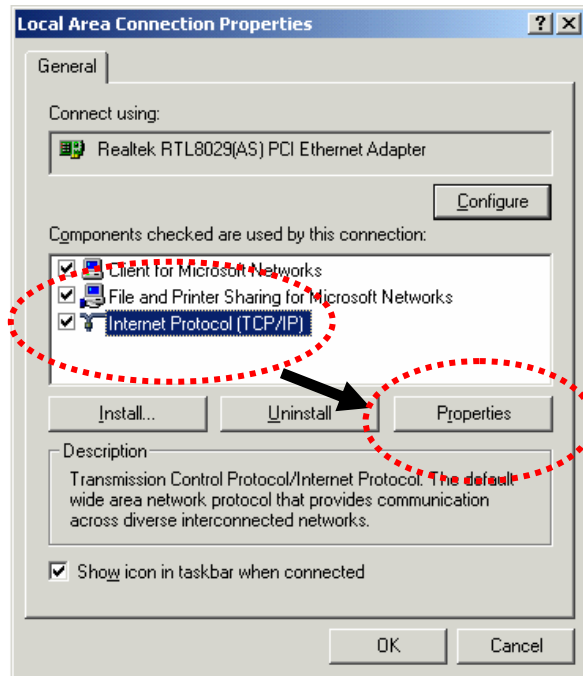 Local Area Connection Properties
General
Connect using:
Realtek RTL8029(AS) PCI Ethernet Adapter
Configure
Components checked are used by this connection:
Client for Microsoft Networks
File and Printer Sharing for Microsoft Networks
Internet Protocol (TCP/IP)
Install... Uninstall Properties
Description
Transmission Control Protocol/Internet Protocol. The default
wide area network protocol that provides communication
across diverse interconnected networks.
Show icon in taskbar when connected
OK Cancel